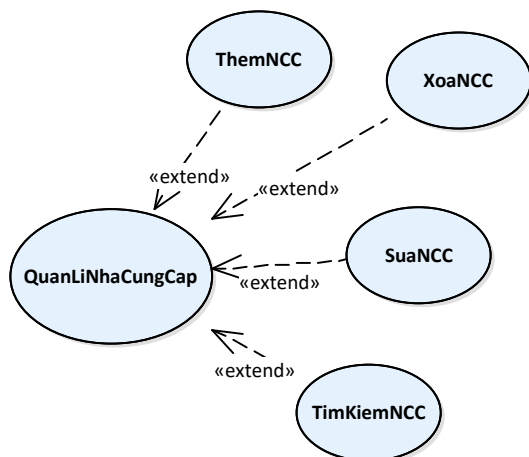 ThemNCC
XoaNCC
«extend»
«extend»
QuanLiNhaCungCap
SuaNCC
«extend»
«extend»
TimKiemNCC